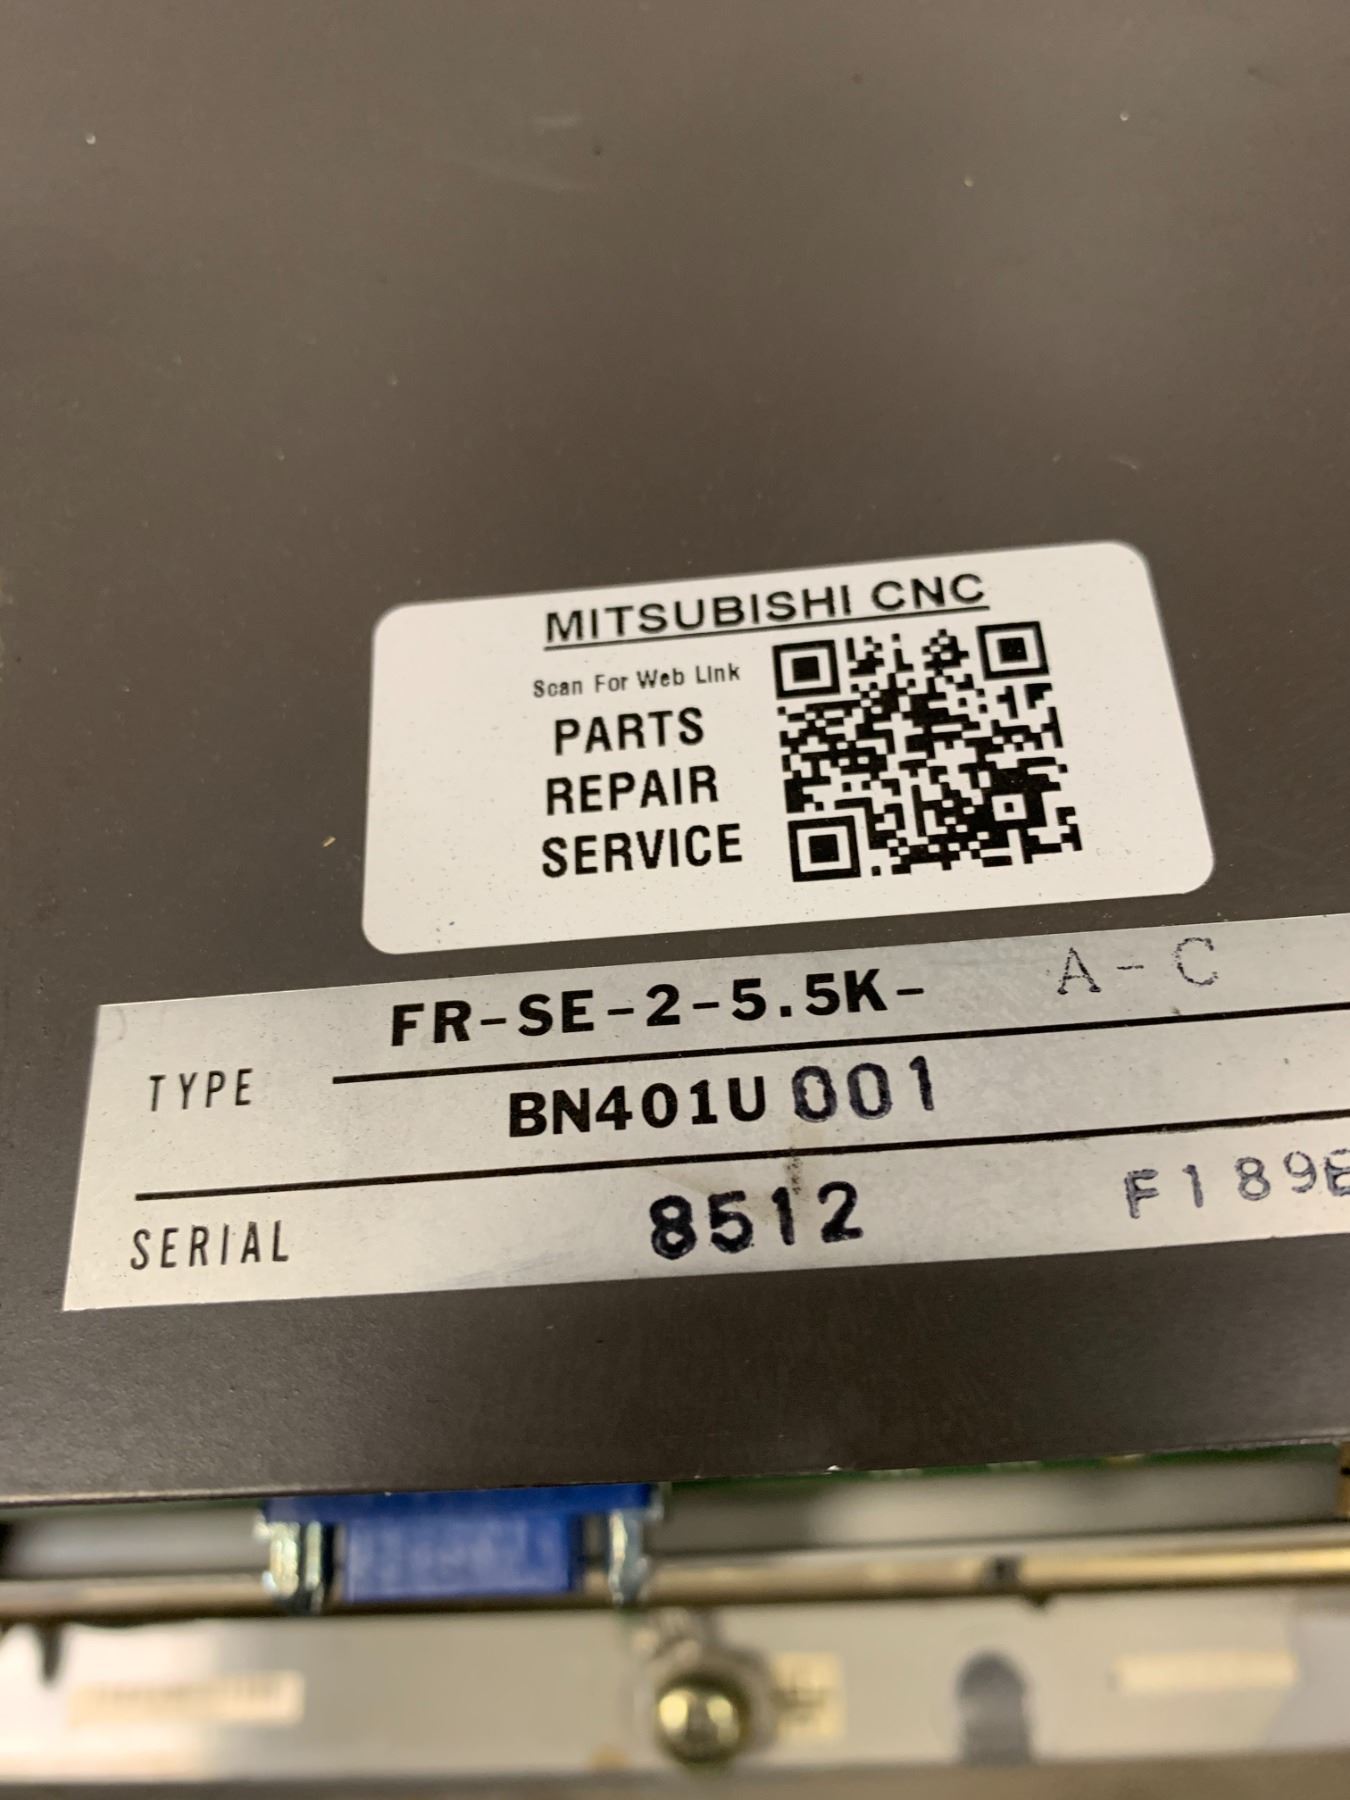 MITSUBISHI CNC
Scan For Web Link
PARTS
REPAIR
SERVICE
FR-SE-2-5.5K- A-C
TYPE
BN401U 001
SERIAL 8512